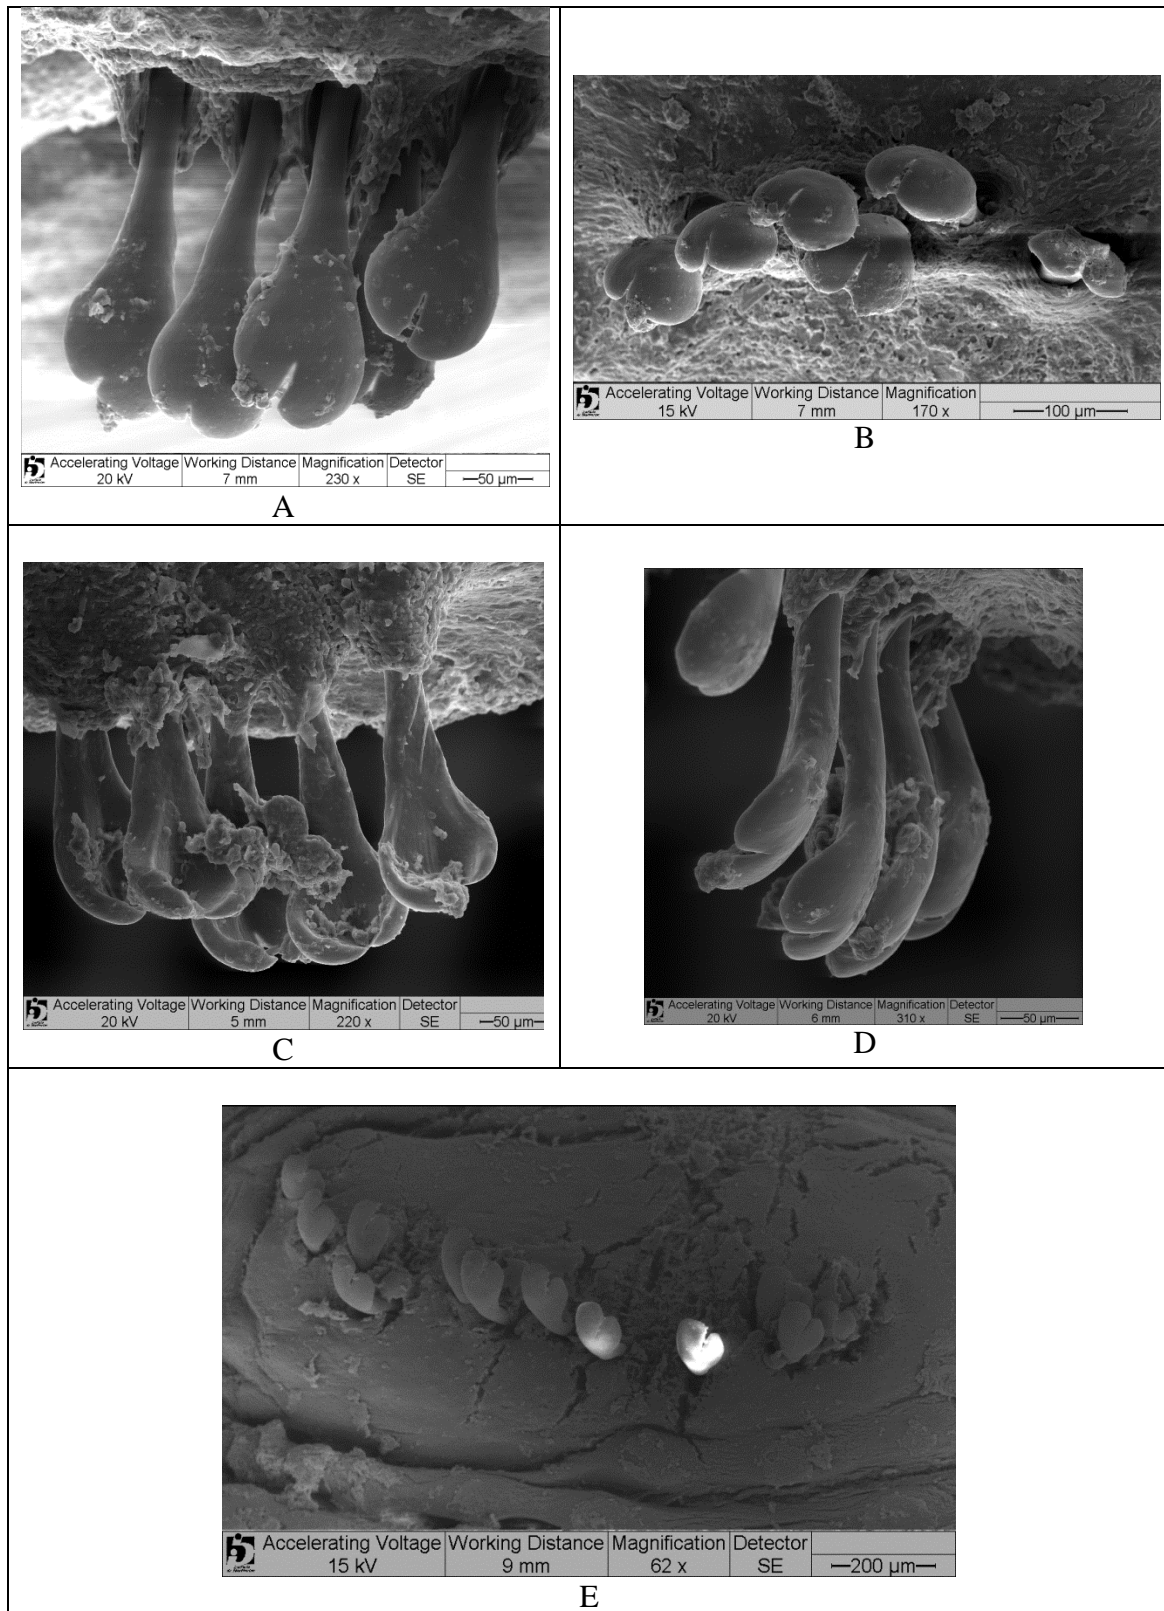 Accelerating Voltage Working Distance Magnification Detector
20 kV 7 mm 230 x SE 50 µm
A
Accelerating Voltage Working Distance Magnification
15 kV 7 mm 170 x 100 µm
B
Accelerating Voltage Working Distance Magnification Detector
20 kV 5 mm 220 x SE 50 µm
C
Accelerating Voltage Working Distance Magnification Detector
20 kV 6 mm 310 x SE 50 µm
D
Accelerating Voltage Working Distance Magnification Detector
15 kV 9 mm 62 x SE 200 µm
E